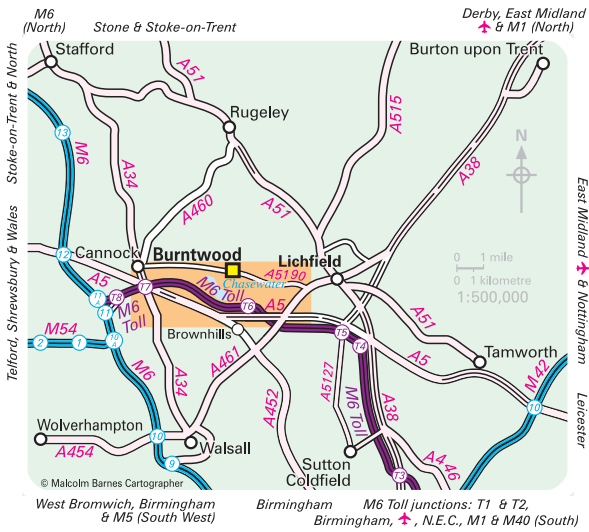 M6
(North)
Stone & Stoke-on-Trent
Derby, East Midland
& M1 (North)
Stoke-on-Trent & North
Telford, Shrewsbury & Wales
East Midland
& Nottingham
Leicester
Stafford
A51
Burton upon Trent
Rugeley
A515
13
M6
A34
A460
A51
A38
N
12
Cannock
Burntwood
Lichfield
A5190
Chasewater
0 1 mile
0 1 kilometre
1:500,000
A5
T8
T7
M6 Toll
T6
A5
11
M6
Toll
Brownhills
A51
M54
2
1
A461
T5
T4
A5
Tamworth
M6
A34
A452
A5127
M6 Toll
A38
M42
10
Wolverhampton
A454
10
Walsall
9
Sutton
Coldfield
A446
T3
© Malcolm Barnes Cartographer
West Bromwich, Birmingham
& M5 (South West)
Birmingham
M6 Toll junctions: T1 & T2,
Birmingham, , N.E.C., M1 & M40 (South)